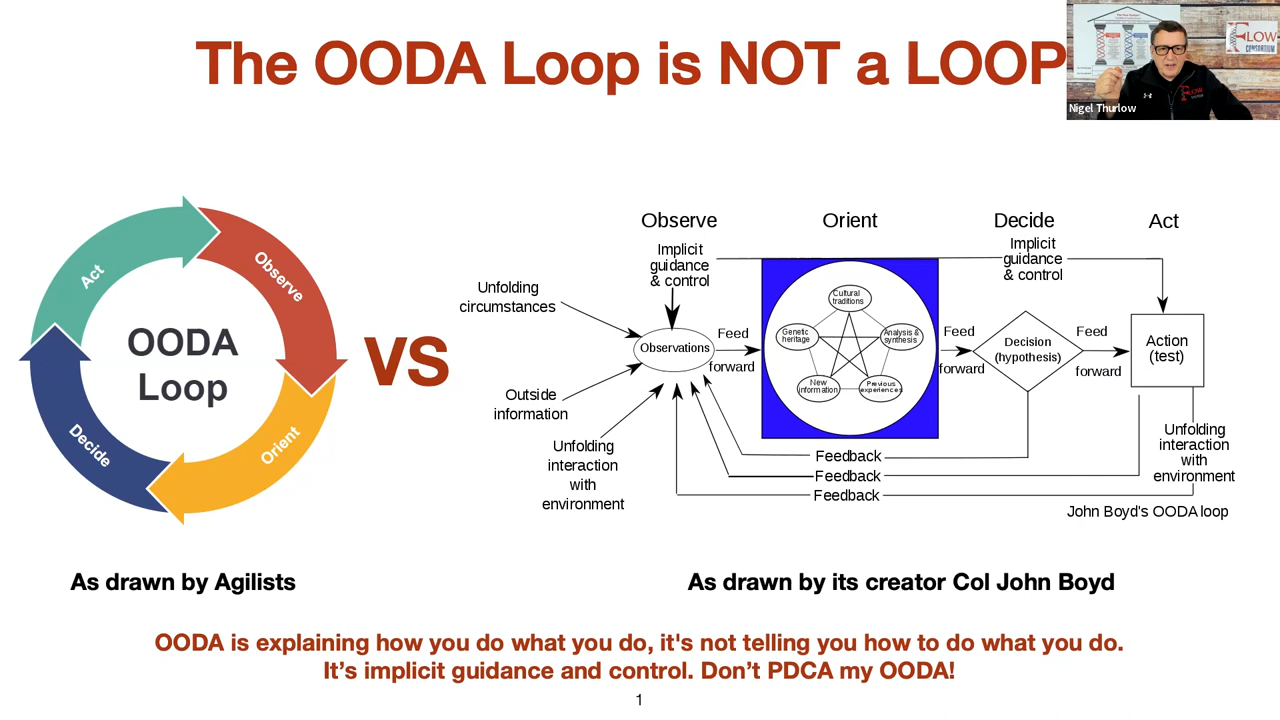 The OODA Loop is NOT a LOOP
LOW
CONSORTIUM
LOW
Nigel Thurlow
Act
Observe
OODA
Loop
Decide
Orient
VS
Observe
Orient
Decide
Act
Implicit
guidance
& control
Implicit
guidance
& control
Unfolding
circumstances
Observations
Feed
forward
Cultural
traditions
Genetic
heritage
Analysis &
synthesis
New
information
Previous
experiences
Feed
forward
Decision
(hypothesis)
Feed
forward
Action
(test)
Outside
information
Unfolding
interaction
with
environment
Feedback
Feedback
Feedback
Unfolding
interaction
with
environment
John Boyd's OODA loop
As drawn by Agilists
As drawn by its creator Col John Boyd
OODA is explaining how you do what you do, it's not telling you how to do what you do.
It’s implicit guidance and control. Don’t PDCA my OODA!
1